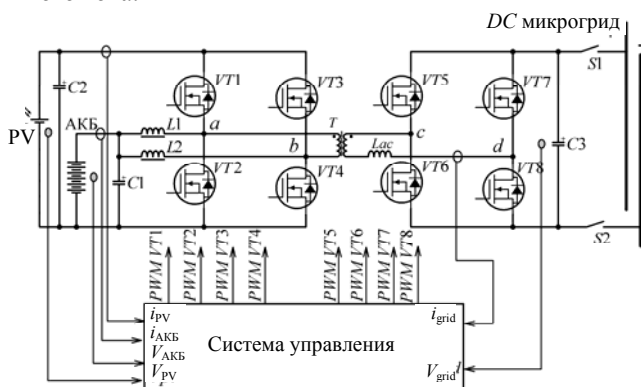 DC микрогрид
S1
VT1
VT3
VT5
VT7
C2
PV
АКБ
L1
a
T
c
C3
L2
b
Lac
d
C1
VT2
VT4
VT6
VT8
S2
PWM VT1
PWM VT2
PWM VT3
PWM VT4
PWM VT5
PWM VT6
PWM VT7
PWM VT8
iPV
iАКБ
VАКБ
VPV
Система управления
igrid
Vgrid